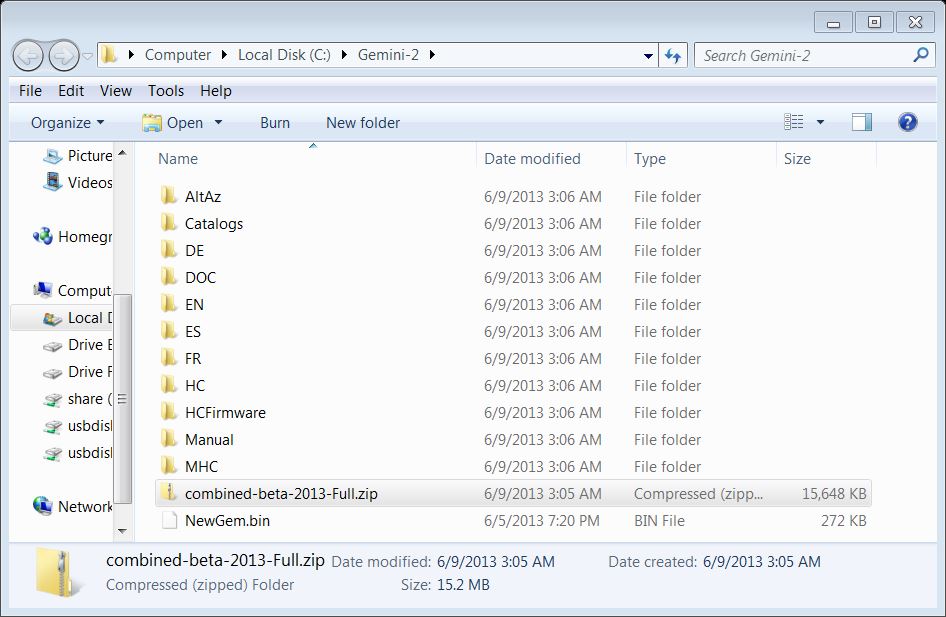 Computer Local Disk (C:) Gemini-2 Search Gemini-2
File Edit View Tools Help
Organize Open Burn New folder ?
Name Date modified Type Size
Picture
Videos
Homegr
Comput
Local D
Drive E
Drive F
share (
usbdisk
usbdisk
Network
AltAz 6/9/2013 3:06 AM File folder
Catalogs 6/9/2013 3:06 AM File folder
DE 6/9/2013 3:06 AM File folder
DOC 6/9/2013 3:06 AM File folder
EN 6/9/2013 3:06 AM File folder
ES 6/9/2013 3:06 AM File folder
FR 6/9/2013 3:06 AM File folder
HC 6/9/2013 3:06 AM File folder
HCFirmware 6/9/2013 3:06 AM File folder
Manual 6/9/2013 3:06 AM File folder
MHC 6/9/2013 3:06 AM File folder
combined-beta-2013-Full.zip 6/9/2013 3:05 AM Compressed (zipp... 15,648 KB
NewGem.bin 6/5/2013 7:20 PM BIN File 272 KB
combined-beta-2013-Full.zip Date modified: 6/9/2013 3:05 AM Date created: 6/9/2013 3:05 AM
Compressed (zipped) Folder Size: 15.2 MB